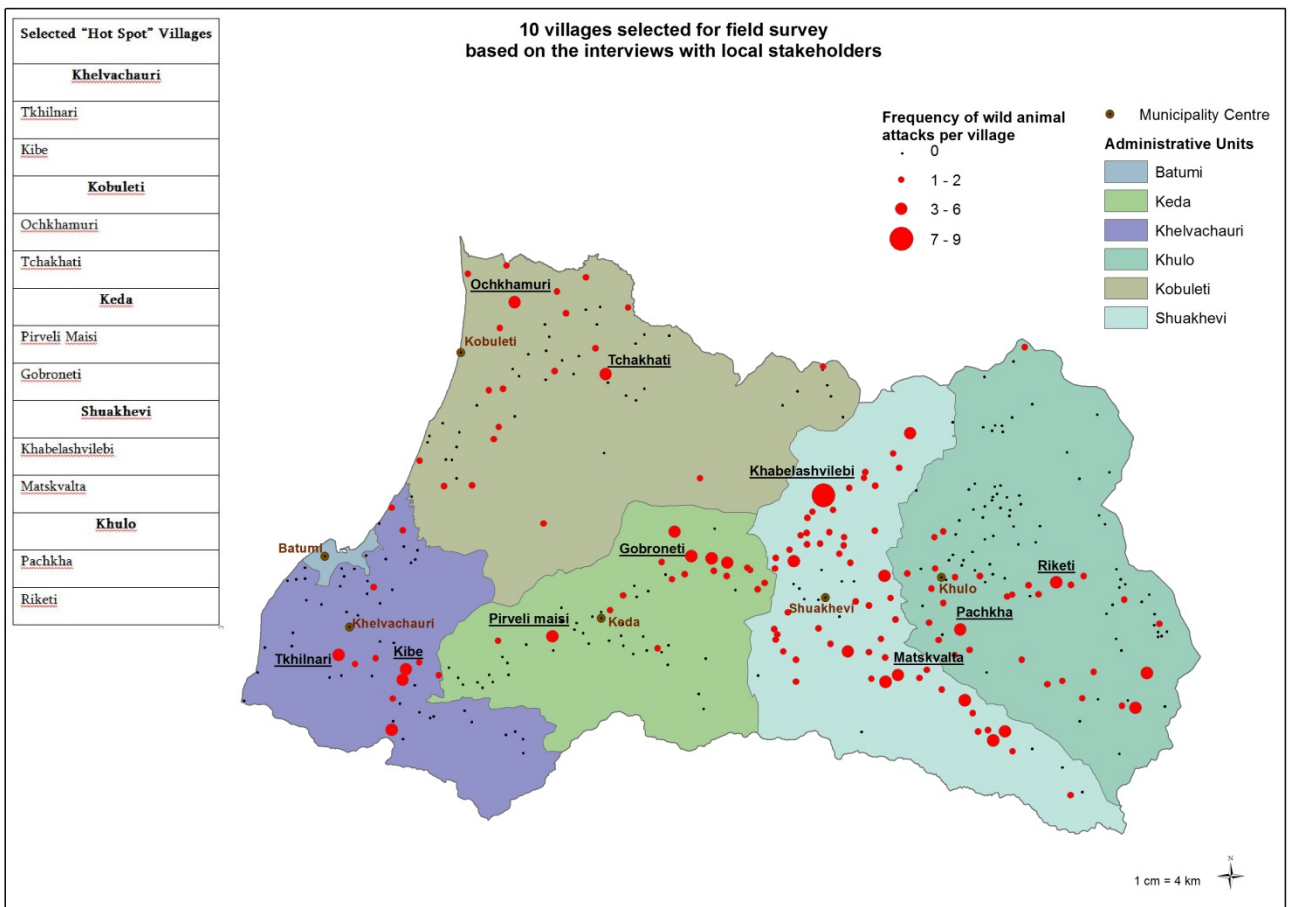 Selected "Hot Spot" Villages
Khelvachauri
Tkhilnari
Kibe
Kobuleti
Ochkhamuri
Tchakhati
Keda
Pirveli Maisi
Gobroneti
Shuakhevi
Khabelashvilebi
Matskvalta
Khulo
Pachkha
Riketi
10 villages selected for field survey
based on the interviews with local stakeholders
Frequency of wild animal
attacks per village
0
1 - 2
3 - 6
7 - 9
Municipality Centre
Administrative Units
Batumi
Keda
Khelvachauri
Khulo
Kobuleti
Shuakhevi
Ochkhamuri
Kobuleti
Tchakhati
Khabelashvilebi
Batumi
Gobroneti
Riketi
Khulo
Shuakhevi
Pachkha
Keda
Pirveli maisi
Khelvachauri
Kibe
Tkhilnari
Matskvalta
N
1 cm = 4 km